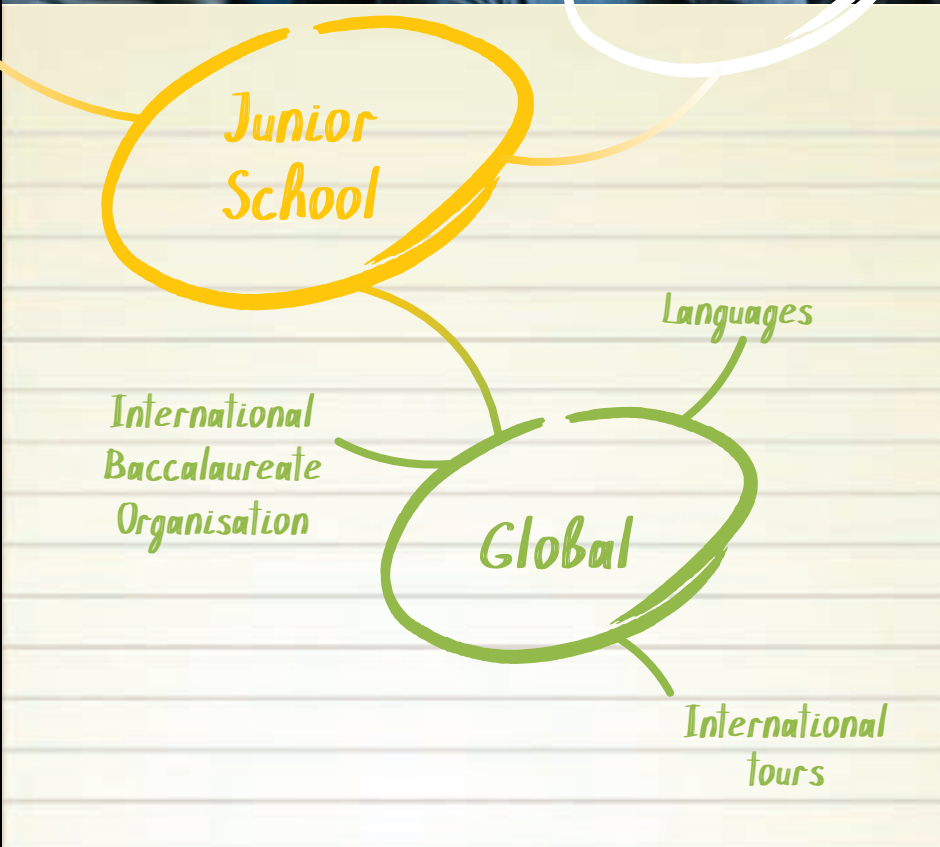 Junior
School
Languages
International
Baccalaureate
Organisation
Global
International
tours